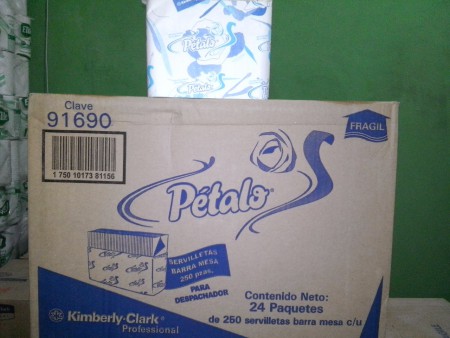 Pétalo
Clave
91690
1 750 10173 81156
FRAGIL
Pétalo
SERVILLETAS
BARRA MESA
250 pzas.
PARA
DESPACHADOR
Contenido Neto:
24 Paquetes
de 250 servilletas barra mesa c/u
Kimberly-Clark
Professional